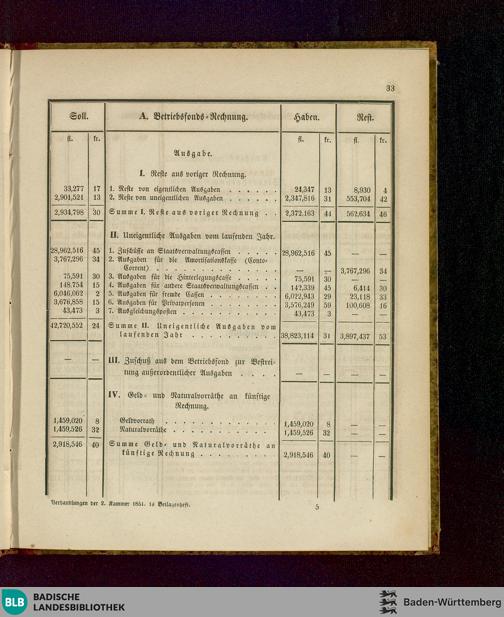 33
Soll. A. Betriebsfonds-Rechnung. Haben. Rest.
fl. kr. fl. kr. fl. kr.
Ausgabe.
I. Reste aus voriger Rechnung.
33,277 17 1. Reste von eigentlichen Ausgaben 24,347 13 8,930 4
2,901,521 13 2. Reste von uneigentlichen Ausgaben 2,347,816 31 553,704 42
2,934,798 30 Summe I. Reste aus voriger Rechnung 2,372,163 44 562,634 46
II. Uneigentliche Ausgaben vom laufenden Jahr.
28,962,516 45 1. Zuschüsse an Staatsverwaltungskassen 28,962,516 45 — —
3,767,296 34 2. Ausgaben für die Amortisationskasse (Conto-
Corrent) — — 3,767,296 34
75,591 30 3. Ausgaben für die Hinterlegungskasse 75,591 30 — —
148,754 15 4. Ausgaben für andere Staatsverwaltungskassen 142,339 45 6,414 30
6,046,062 2 5. Ausgaben für fremde Cassen 6,022,943 29 23,118 33
3,676,858 15 6. Ausgaben für Privatpersonen 3,576,249 59 100,608 16
43,473 3 7. Ausgleichungsposten 43,473 3 — —
42,720,552 24 Summe II. Uneigentliche Ausgaben vom
laufenden Jahr 38,823,114 31 3,897,437 53
— — III. Zuschuß aus dem Betriebsfond zur Bestrei-
tung außerordentlicher Ausgaben — — — —
IV. Geld- und Naturalvorräthe an künftige
Rechnung.
1,459,020 8 Geldvorrath 1,459,020 8 — —
1,459,526 32 Naturalvorräthe 1,459,526 32 — —
2,918,546 40 Summe Geld- und Naturalvorräthe an
künftige Rechnung 2,918,546 40 — —
Verhandlungen der 2. Kammer 1851. 1s Beilagenheft. 5
BLB BADISCHE
LANDESBIBLIOTHEK
Baden-Württemberg